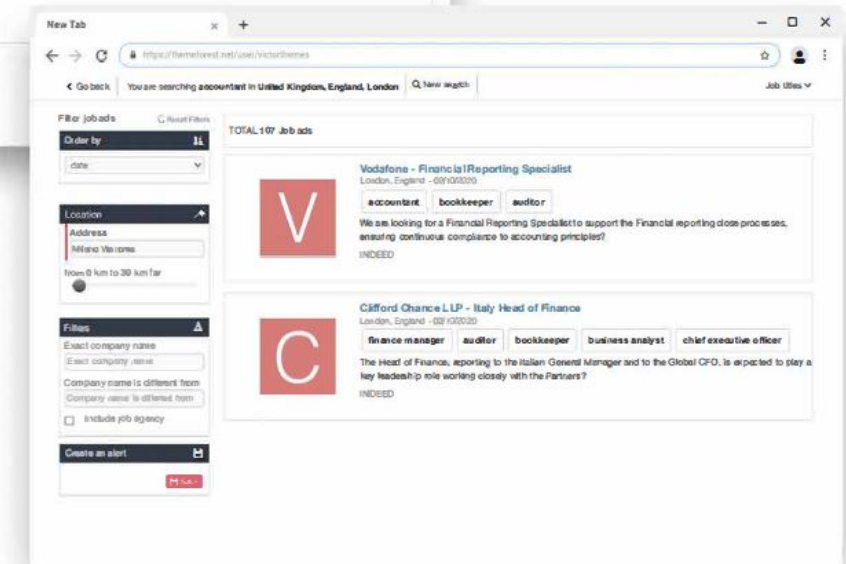 New Tab
https://themeforest.net/user/victorthemes
Go back
You are searching accountant in United Kingdom, England, London
New search
Job titles
Filter job ads
Reset Filters
Order by
date
Location
Address
Milano
from 0 km to 30 km far
Filters
Exact company name
Exact company name
Company name is different from
Company name is different from
Include job agency
Create an alert
TOTAL 107 Job ads
V
Vodafone - Financial Reporting Specialist
London, England - 02/10/2020
accountant bookkeeper auditor
We are looking for a Financial Reporting Specialist to support the Financial reporting close processes,
ensuring continuous compliance to accounting principles?
INDEED
C
Clifford Chance LLP - Italy Head of Finance
London, England - 02/10/2020
finance manager auditor bookkeeper business analyst chief executive officer
The Head of Finance, reporting to the Italian General Manager and to the Global CFO, is expected to play a
key leadership role working closely with the Partners?
INDEED